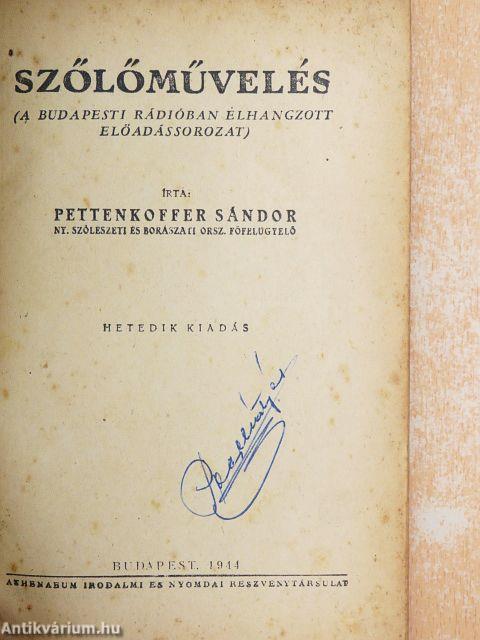 SZŐLŐMŰVELÉS
(A BUDAPESTI RÁDIÓBAN ELHANGZOTT
ELŐADÁSSOROZAT)
ÍRTA:
PETTENKOFFER SÁNDOR
NY. SZŐLÉSZETI ÉS BORÁSZATI ORSZ. FŐFELÜGYELŐ
HETEDIK KIADÁS
BUDAPEST, 1944
ATHENAEUM IRODALMI ÉS NYOMDAI RÉSZVÉNYTÁRSULAT
Antikvárium.hu